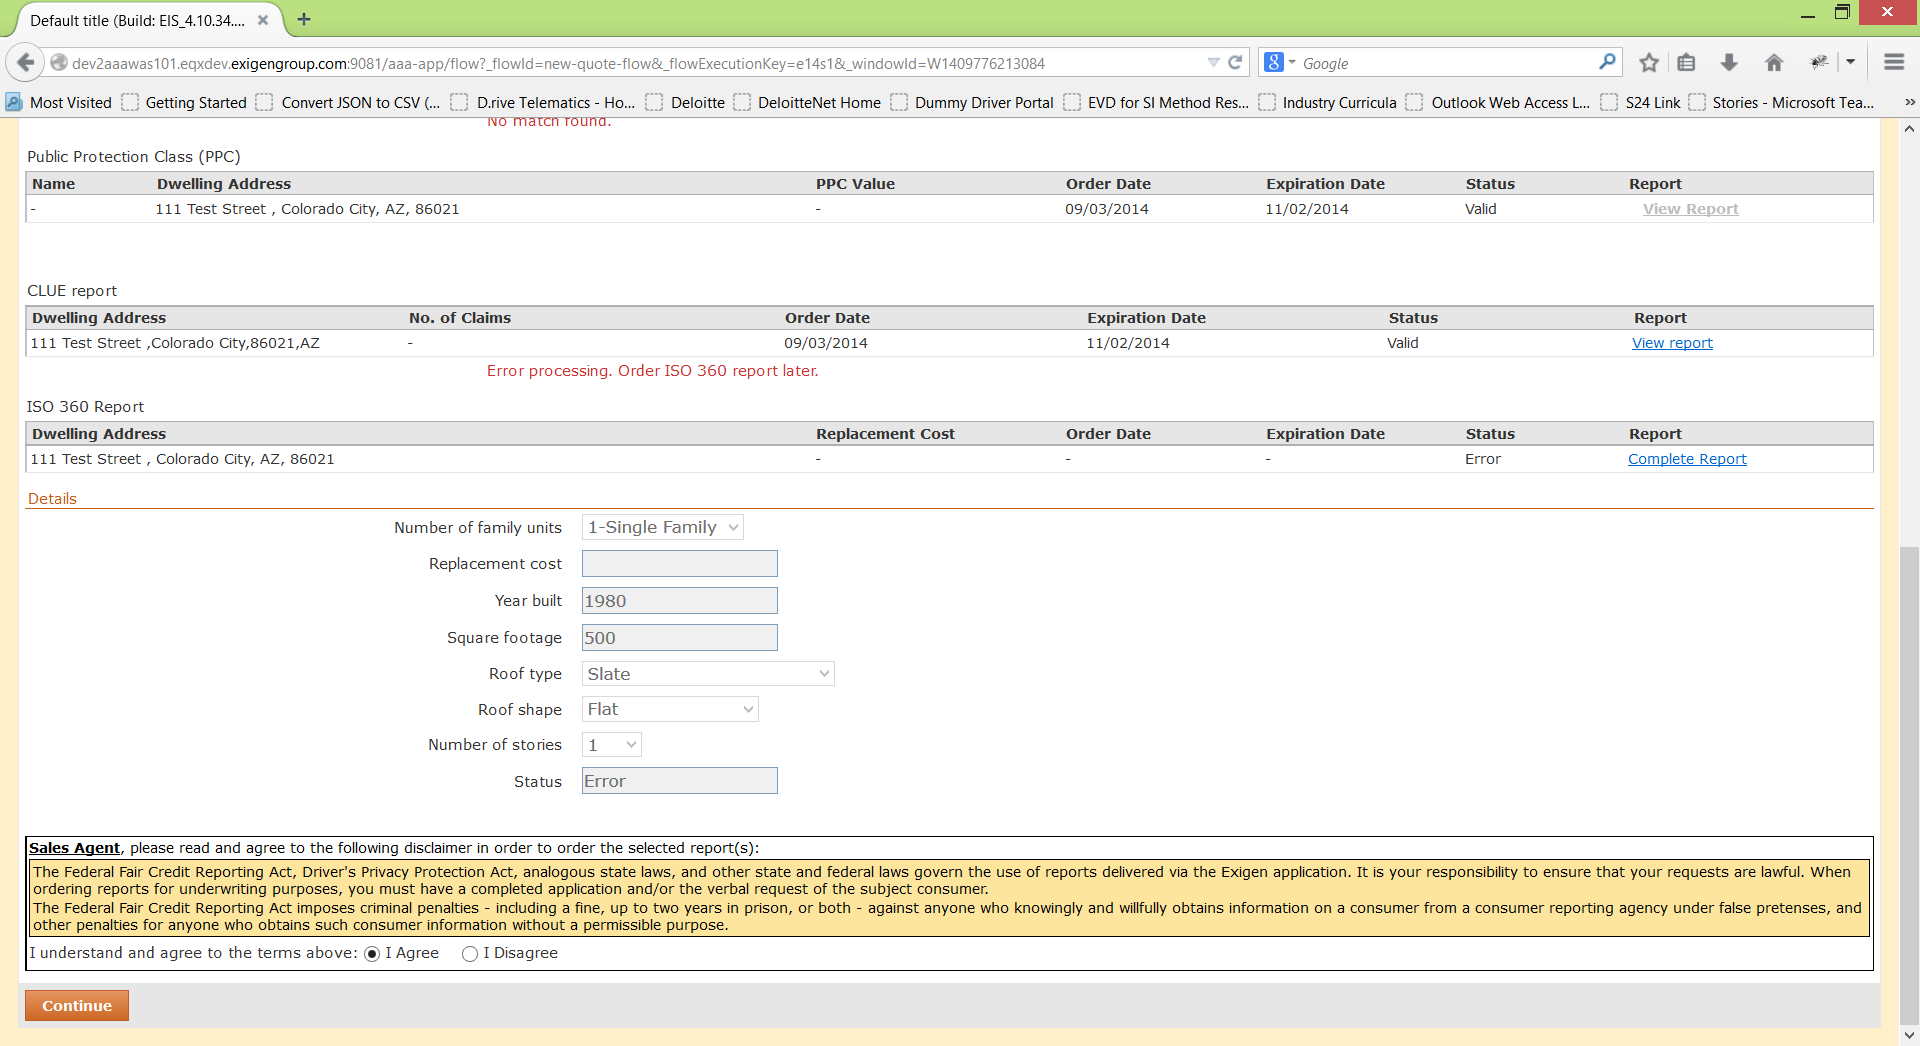 Default title (Build: EIS_4.10.34....
dev2aaawas101.eqxdev.exigengroup.com:9081/aaa-app/flow?_flowId=new-quote-flow&_flowExecutionKey=e14s1&_windowId=W1409776213084
8 Google
Most Visited Getting Started Convert JSON to CSV (... D.rive Telematics - Ho... Deloitte DeloitteNet Home Dummy Driver Portal EVD for SI Method Res... Industry Curricula Outlook Web Access L... S24 Link Stories - Microsoft Tea... »
No match found.
Public Protection Class (PPC)
Name Dwelling Address PPC Value Order Date Expiration Date Status Report
- 111 Test Street , Colorado City, AZ, 86021 - 09/03/2014 11/02/2014 Valid View Report
CLUE report
Dwelling Address No. of Claims Order Date Expiration Date Status Report
111 Test Street ,Colorado City,86021,AZ - 09/03/2014 11/02/2014 Valid View report
Error processing. Order ISO 360 report later.
ISO 360 Report
Dwelling Address Replacement Cost Order Date Expiration Date Status Report
111 Test Street , Colorado City, AZ, 86021 - - - Error Complete Report
Details
Number of family units 1-Single Family
Replacement cost
Year built 1980
Square footage 500
Roof type Slate
Roof shape Flat
Number of stories 1
Status Error
Sales Agent, please read and agree to the following disclaimer in order to order the selected report(s):
The Federal Fair Credit Reporting Act, Driver's Privacy Protection Act, analogous state laws, and other state and federal laws govern the use of reports delivered via the Exigen application. It is your responsibility to ensure that your requests are lawful. When
ordering reports for underwriting purposes, you must have a completed application and/or the verbal request of the subject consumer.
The Federal Fair Credit Reporting Act imposes criminal penalties - including a fine, up to two years in prison, or both - against anyone who knowingly and willfully obtains information on a consumer from a consumer reporting agency under false pretenses, and
other penalties for anyone who obtains such consumer information without a permissible purpose.
I understand and agree to the terms above: I Agree I Disagree
Continue